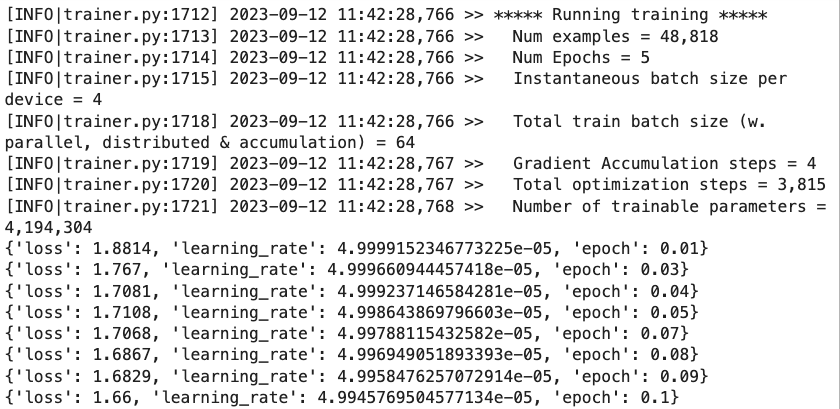 [INFO|trainer.py:1712] 2023-09-12 11:42:28,766 >> ***** Running training *****
[INFO|trainer.py:1713] 2023-09-12 11:42:28,766 >>   Num examples = 48,818
[INFO|trainer.py:1714] 2023-09-12 11:42:28,766 >>   Num Epochs = 5
[INFO|trainer.py:1715] 2023-09-12 11:42:28,766 >>   Instantaneous batch size per
device = 4
[INFO|trainer.py:1718] 2023-09-12 11:42:28,766 >>   Total train batch size (w.
parallel, distributed & accumulation) = 64
[INFO|trainer.py:1719] 2023-09-12 11:42:28,767 >>   Gradient Accumulation steps = 4
[INFO|trainer.py:1720] 2023-09-12 11:42:28,767 >>   Total optimization steps = 3,815
[INFO|trainer.py:1721] 2023-09-12 11:42:28,768 >>   Number of trainable parameters =
4,194,304
{'loss': 1.8814, 'learning_rate': 4.9999152346773225e-05, 'epoch': 0.01}
{'loss': 1.767, 'learning_rate': 4.999660944457418e-05, 'epoch': 0.03}
{'loss': 1.7081, 'learning_rate': 4.999237146584281e-05, 'epoch': 0.04}
{'loss': 1.7108, 'learning_rate': 4.998643869796603e-05, 'epoch': 0.05}
{'loss': 1.7068, 'learning_rate': 4.99788115432582e-05, 'epoch': 0.07}
{'loss': 1.6867, 'learning_rate': 4.996949051893393e-05, 'epoch': 0.08}
{'loss': 1.6829, 'learning_rate': 4.9958476257072914e-05, 'epoch': 0.09}
{'loss': 1.66, 'learning_rate': 4.9945769504577134e-05, 'epoch': 0.1}